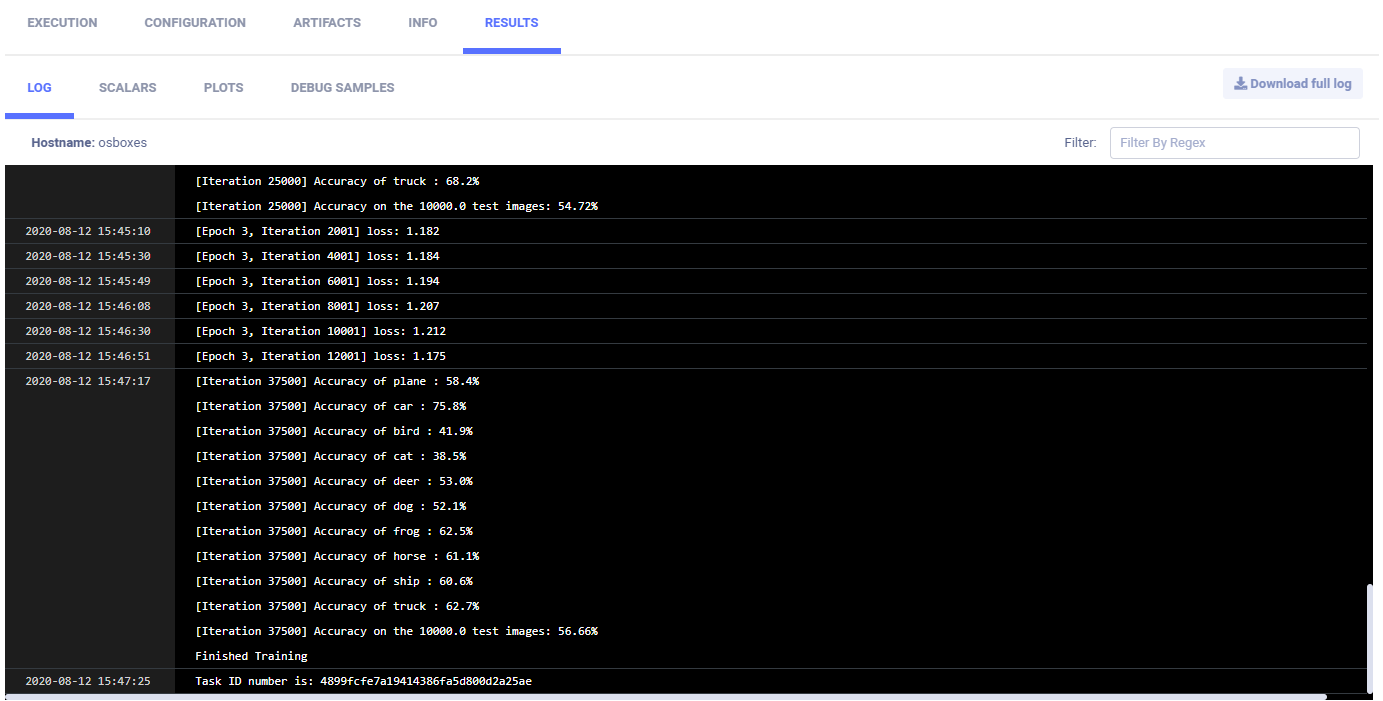 EXECUTION CONFIGURATION ARTIFACTS INFO RESULTS
LOG SCALARS PLOTS DEBUG SAMPLES Download full log
Hostname: osboxes Filter: Filter By Regex
[Iteration 25000] Accuracy of truck : 68.2%
[Iteration 25000] Accuracy on the 10000.0 test images: 54.72%
2020-08-12 15:45:10 [Epoch 3, Iteration 2001] loss: 1.182
2020-08-12 15:45:30 [Epoch 3, Iteration 4001] loss: 1.184
2020-08-12 15:45:49 [Epoch 3, Iteration 6001] loss: 1.194
2020-08-12 15:46:08 [Epoch 3, Iteration 8001] loss: 1.207
2020-08-12 15:46:30 [Epoch 3, Iteration 10001] loss: 1.212
2020-08-12 15:46:51 [Epoch 3, Iteration 12001] loss: 1.175
2020-08-12 15:47:17 [Iteration 37500] Accuracy of plane : 58.4%
[Iteration 37500] Accuracy of car : 75.8%
[Iteration 37500] Accuracy of bird : 41.9%
[Iteration 37500] Accuracy of cat : 38.5%
[Iteration 37500] Accuracy of deer : 53.0%
[Iteration 37500] Accuracy of dog : 52.1%
[Iteration 37500] Accuracy of frog : 62.5%
[Iteration 37500] Accuracy of horse : 61.1%
[Iteration 37500] Accuracy of ship : 60.6%
[Iteration 37500] Accuracy of truck : 62.7%
[Iteration 37500] Accuracy on the 10000.0 test images: 56.66%
Finished Training
2020-08-12 15:47:25 Task ID number is: 4899fcfe7a19414386fa5d800d2a25ae